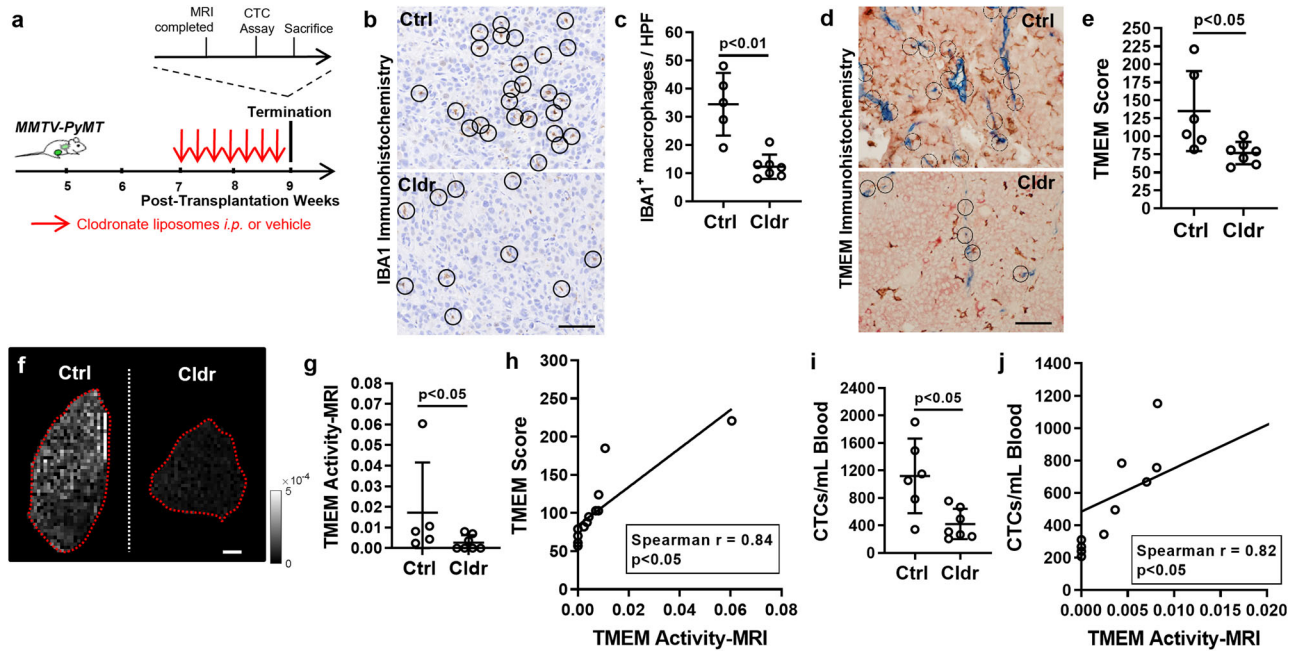 a
MRI completed
CTC Assay
Sacrifice
Termination
MMTV-PyMT
5 6 7 8 9
Post-Transplantation Weeks
Clodronate liposomes i.p. or vehicle
b
IBA1 Immunohistochemistry
Ctrl
Cldr
c
IBA1+ macrophages / HPF
60
50
40
30
20
10
0
p<0.01
Ctrl Cldr
d
TMEM Immunohistochemistry
Ctrl
Cldr
e
TMEM Score
250
225
200
175
150
125
100
75
50
25
0
p<0.05
Ctrl Cldr
f
Ctrl Cldr
×10-4
5
0
g
TMEM Activity-MRI
0.08
0.07
0.06
0.05
0.04
0.03
0.02
0.01
0.00
p<0.05
Ctrl Cldr
h
TMEM Score
300
250
200
150
100
50
0
Spearman r = 0.84
p<0.05
0.00 0.02 0.04 0.06 0.08
TMEM Activity-MRI
i
CTCs/mL Blood
2400
2000
1600
1200
800
400
0
p<0.05
Ctrl Cldr
j
CTCs/mL Blood
1400
1200
1000
800
600
400
200
0
Spearman r = 0.82
p<0.05
0.000 0.005 0.010 0.015 0.020
TMEM Activity-MRI